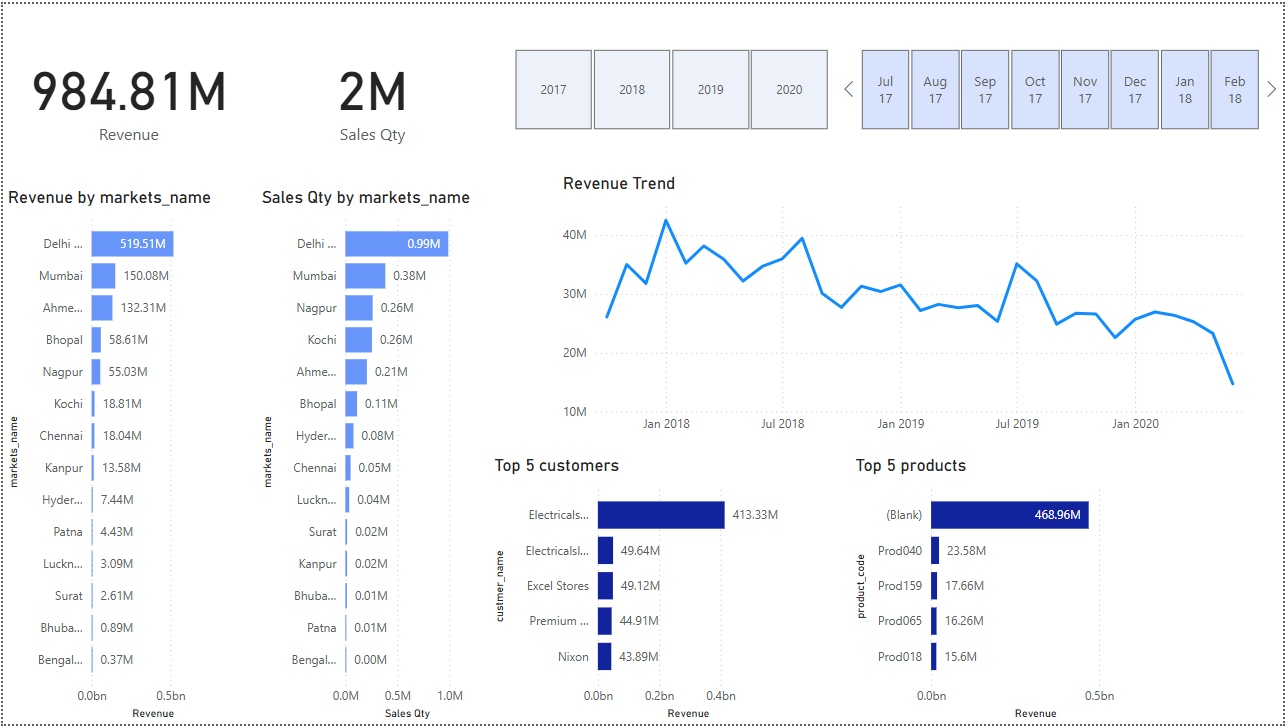 984.81M
Revenue
2M
Sales Qty
2017
2018
2019
2020
Jul
17
Aug
17
Sep
17
Oct
17
Nov
17
Dec
17
Jan
18
Feb
18
Revenue by markets_name
markets_name
Delhi ... 519.51M
Mumbai 150.08M
Ahme... 132.31M
Bhopal 58.61M
Nagpur 55.03M
Kochi 18.81M
Chennai 18.04M
Kanpur 13.58M
Hyder... 7.44M
Patna 4.43M
Luckn... 3.09M
Surat 2.61M
Bhuba... 0.89M
Bengal... 0.37M
0.0bn 0.5bn
Revenue
Sales Qty by markets_name
markets_name
Delhi ... 0.99M
Mumbai 0.38M
Nagpur 0.26M
Kochi 0.26M
Ahme... 0.21M
Bhopal 0.11M
Hyder... 0.08M
Chennai 0.05M
Luckn... 0.04M
Surat 0.02M
Kanpur 0.02M
Bhuba... 0.01M
Patna 0.01M
Bengal... 0.00M
0.0M 0.5M 1.0M
Sales Qty
Revenue Trend
40M
30M
20M
10M
Jan 2018 Jul 2018 Jan 2019 Jul 2019 Jan 2020
Top 5 customers
custmer_name
Electricals... 413.33M
Electricalsl... 49.64M
Excel Stores 49.12M
Premium ... 44.91M
Nixon 43.89M
0.0bn 0.2bn 0.4bn
Revenue
Top 5 products
product_code
(Blank) 468.96M
Prod040 23.58M
Prod159 17.66M
Prod065 16.26M
Prod018 15.6M
0.0bn 0.5bn
Revenue